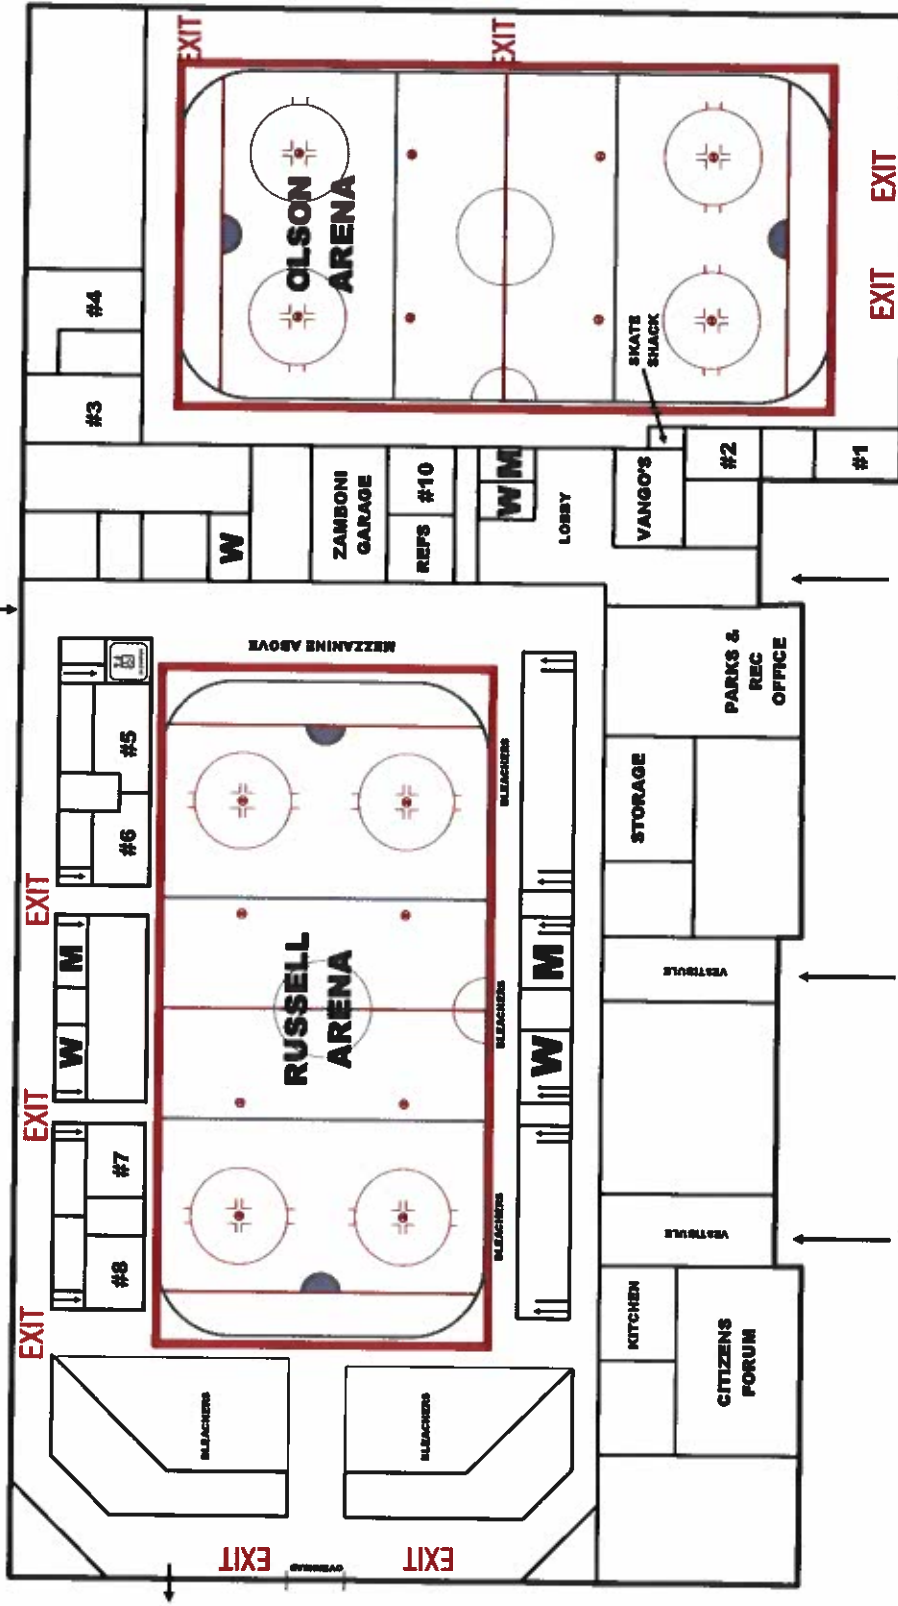 EXIT
EXIT
OLSON
ARENA
EXIT
EXIT
#4
#3
SKATE
SHACK
ZAMBONI
GARAGE
#10
REFS
W
M
W
LOBBY
VANGO'S
#2
#1
MEZZANINE ABOVE
PARKS &
REC
OFFICE
#5
#6
EXIT
BLEACHERS
STORAGE
M
W
RUSSELL
ARENA
BLEACHERS
M
W
VESTIBULE
EXIT
#7
#8
BLEACHERS
VESTIBULE
EXIT
KITCHEN
CITIZENS
FORUM
BLEACHERS
BLEACHERS
EXIT
OVERHEAD
EXIT